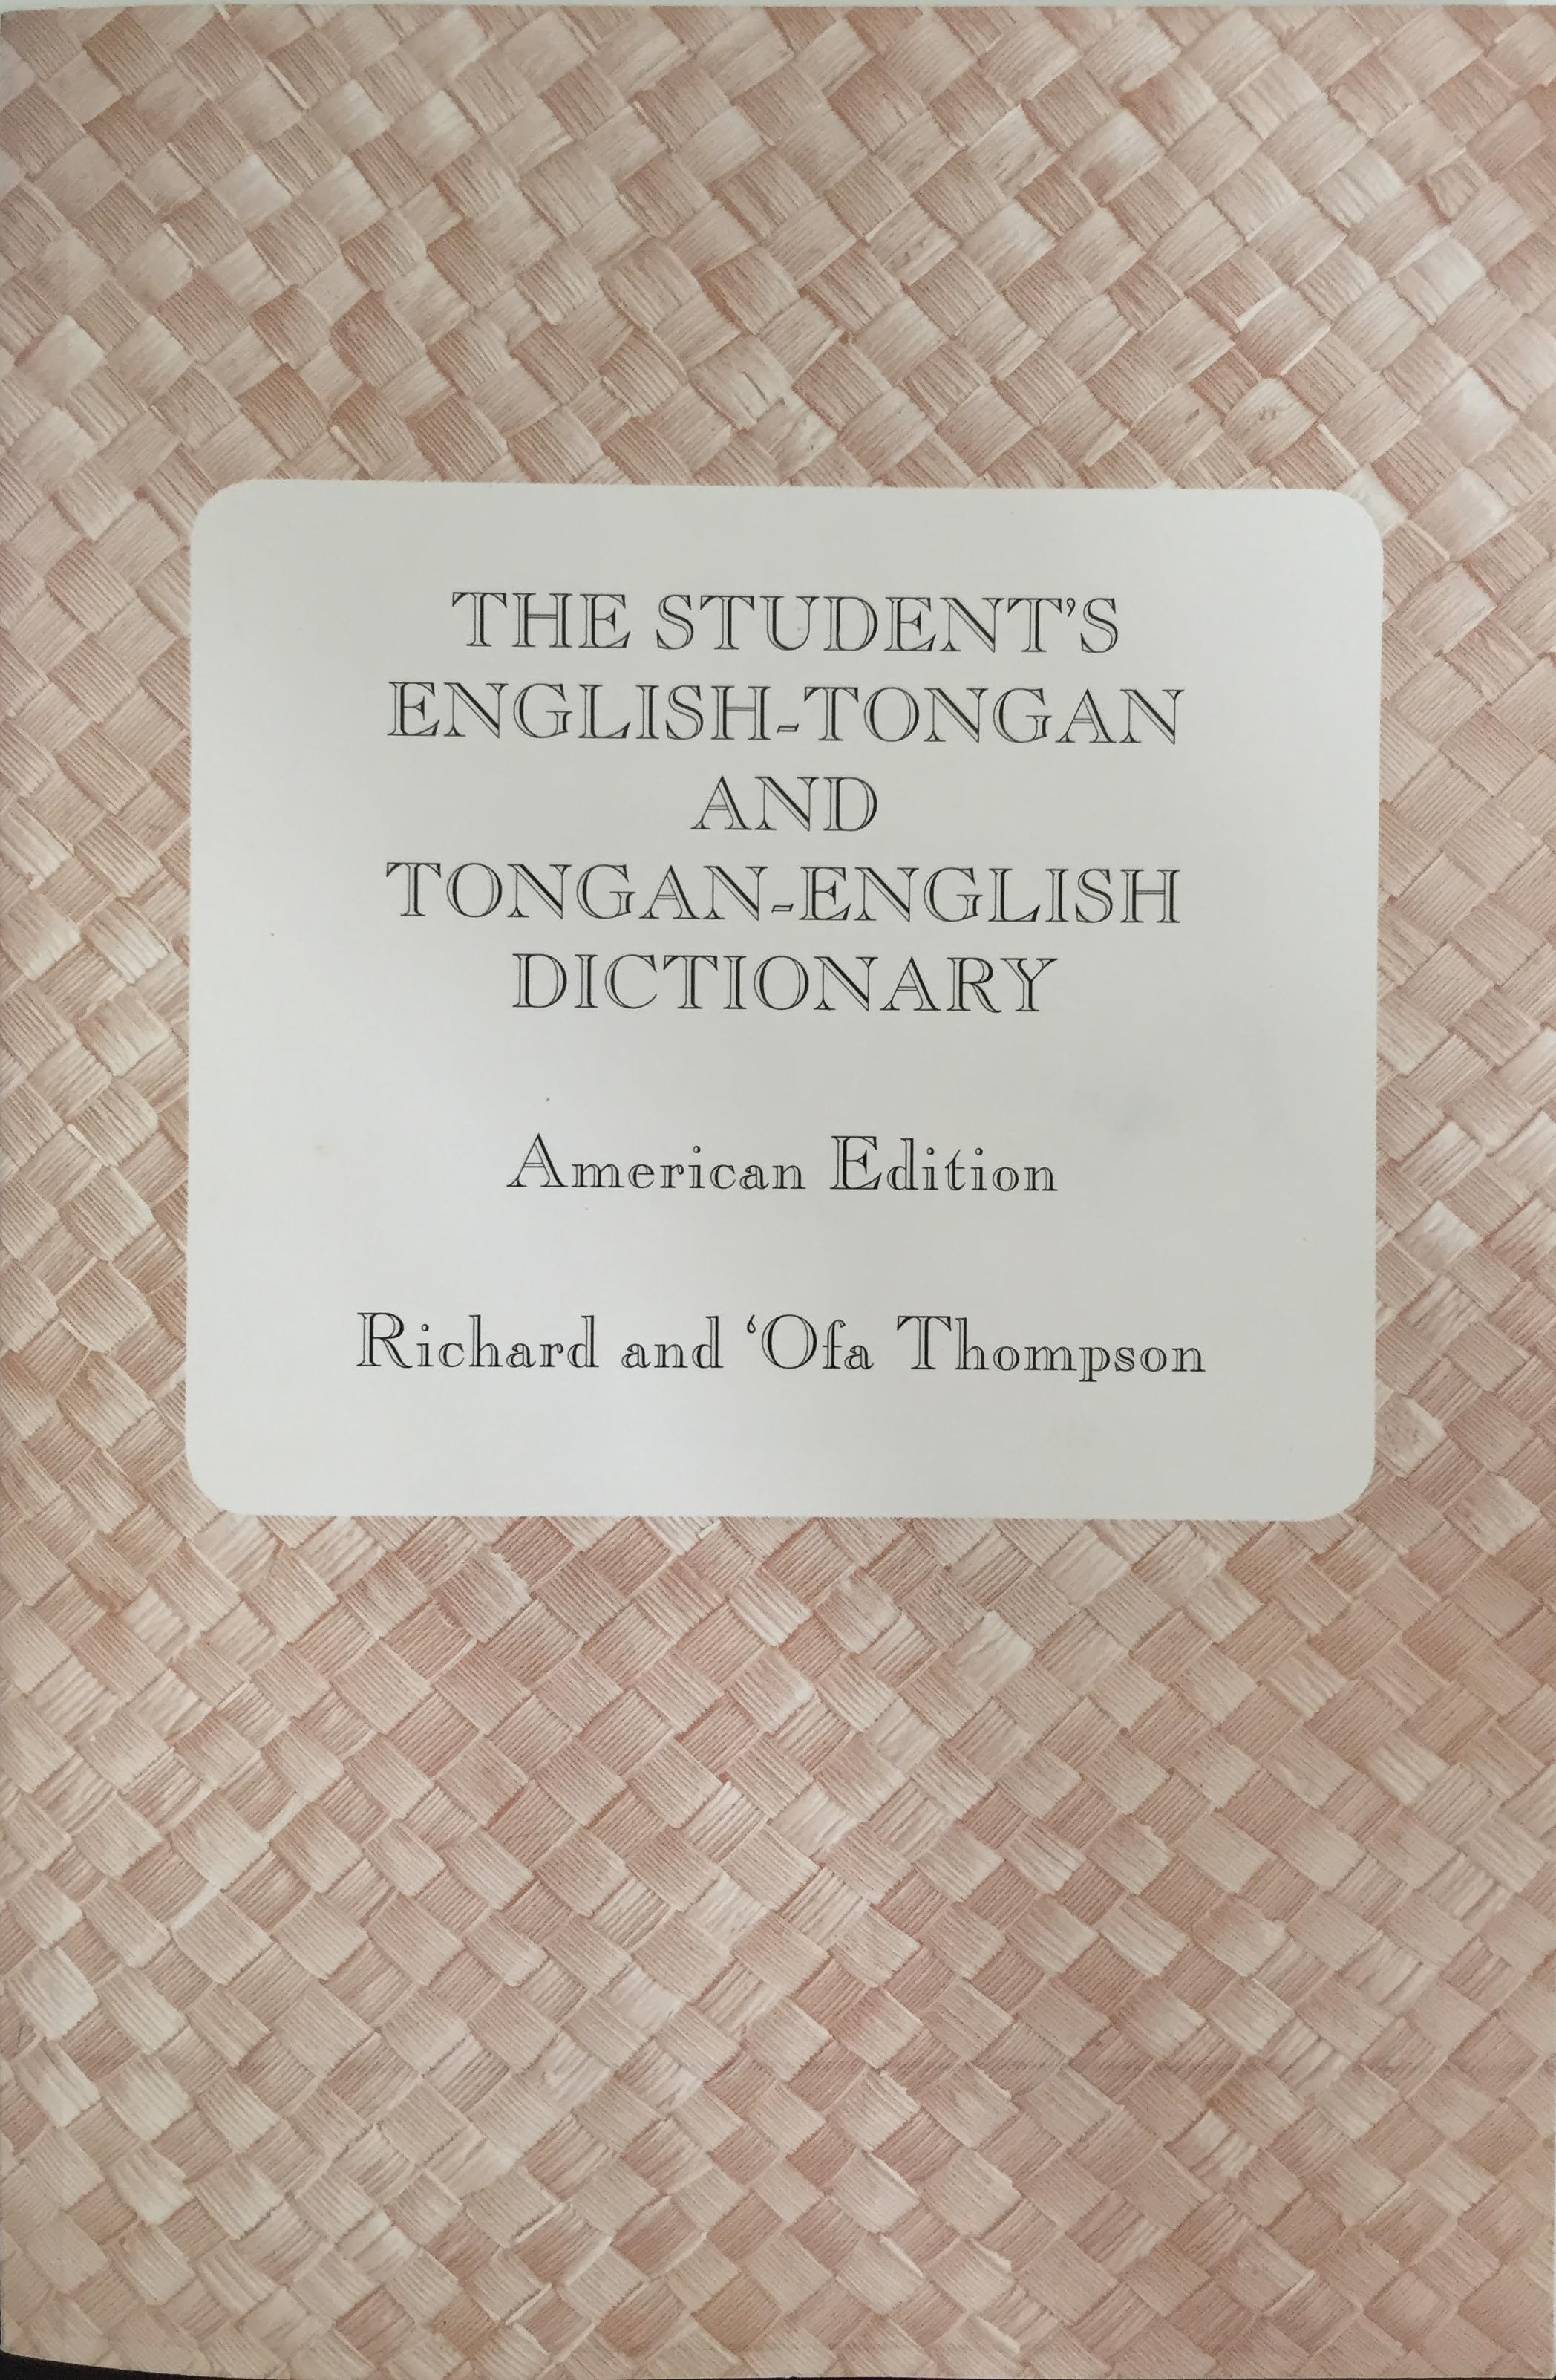 THE STUDENT’S
ENGLISH-TONGAN
AND
TONGAN-ENGLISH
DICTIONARY
American Edition
Richard and ‘Ofa Thompson